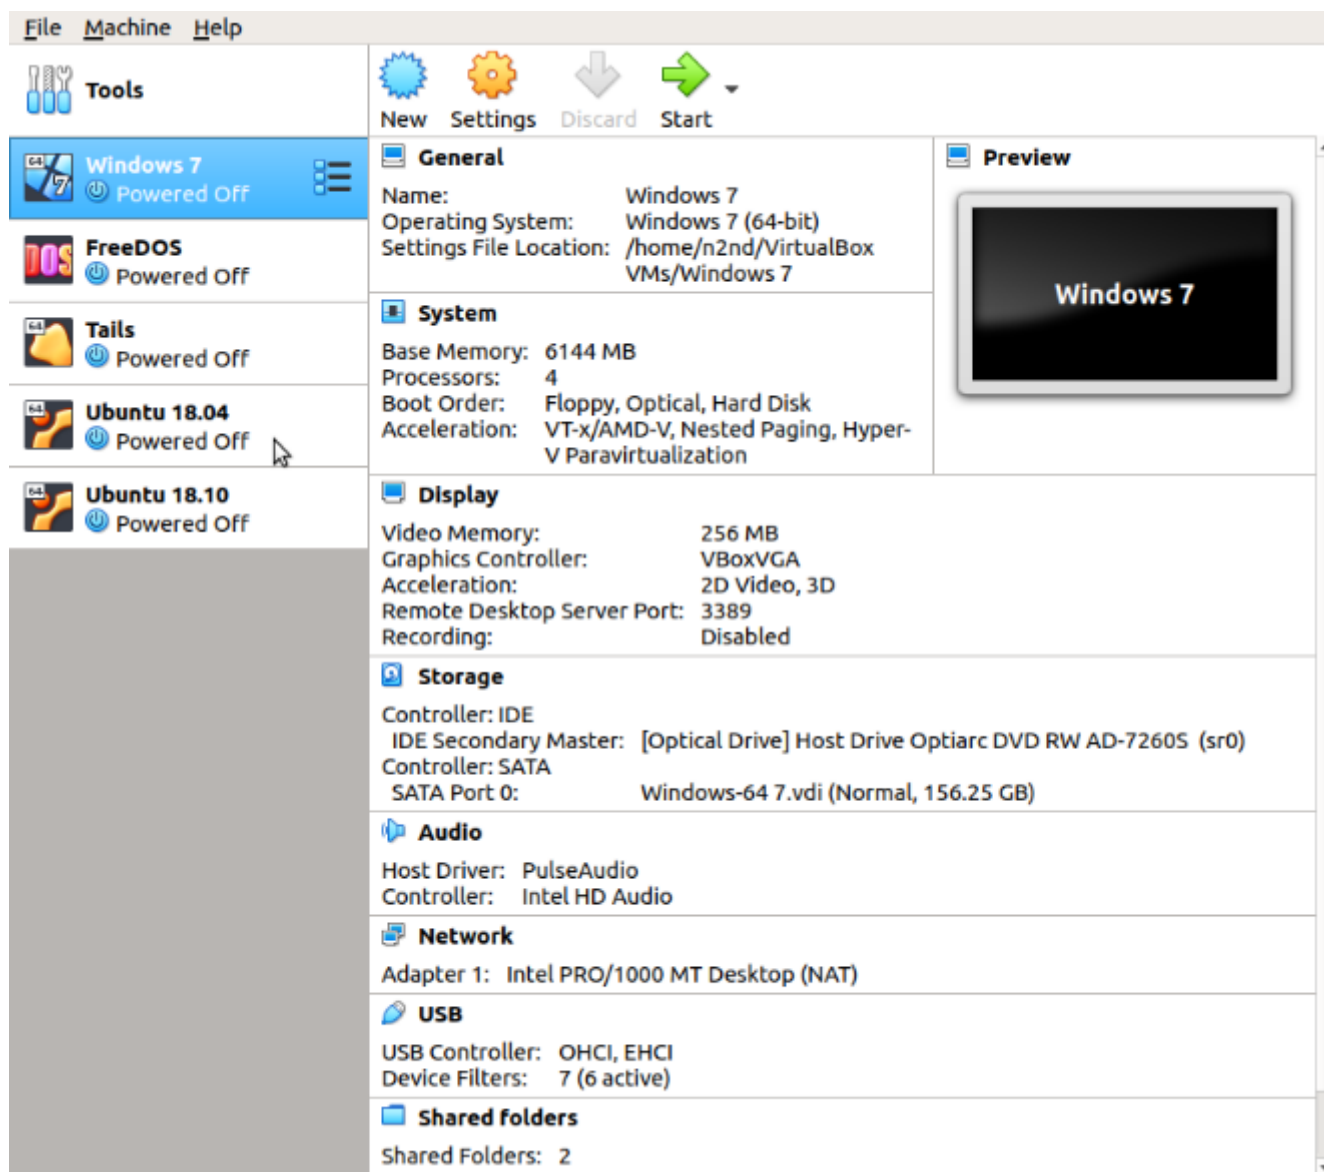 File Machine Help
Tools
New Settings Discard Start
64 7 Windows 7
Powered Off
DOS FreeDOS
Powered Off
64 Tails
Powered Off
64 Ubuntu 18.04
Powered Off
64 Ubuntu 18.10
Powered Off
General
Name: Windows 7
Operating System: Windows 7 (64-bit)
Settings File Location: /home/n2nd/VirtualBox
VMs/Windows 7
Preview
Windows 7
System
Base Memory: 6144 MB
Processors: 4
Boot Order: Floppy, Optical, Hard Disk
Acceleration: VT-x/AMD-V, Nested Paging, Hyper-
V Paravirtualization
Display
Video Memory: 256 MB
Graphics Controller: VBoxVGA
Acceleration: 2D Video, 3D
Remote Desktop Server Port: 3389
Recording: Disabled
Storage
Controller: IDE
IDE Secondary Master: [Optical Drive] Host Drive Optiarc DVD RW AD-7260S (sr0)
Controller: SATA
SATA Port 0: Windows-64 7.vdi (Normal, 156.25 GB)
Audio
Host Driver: PulseAudio
Controller: Intel HD Audio
Network
Adapter 1: Intel PRO/1000 MT Desktop (NAT)
USB
USB Controller: OHCI, EHCI
Device Filters: 7 (6 active)
Shared folders
Shared Folders: 2